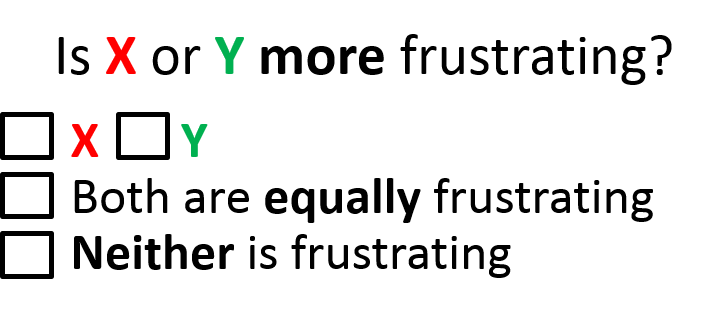 Is X or Y more frustrating?
X Y
Both are equally frustrating
Neither is frustrating